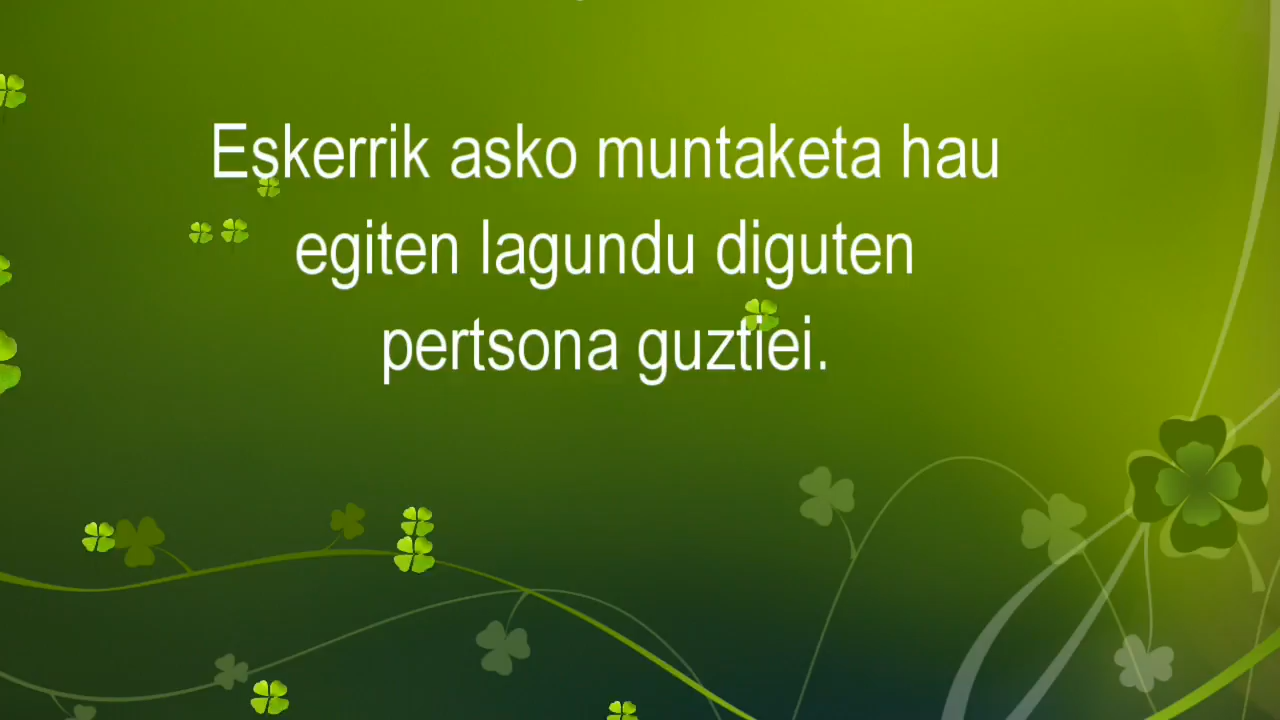 Eskerrik asko muntaketa hau
egiten lagundu diguten
pertsona guztiei.